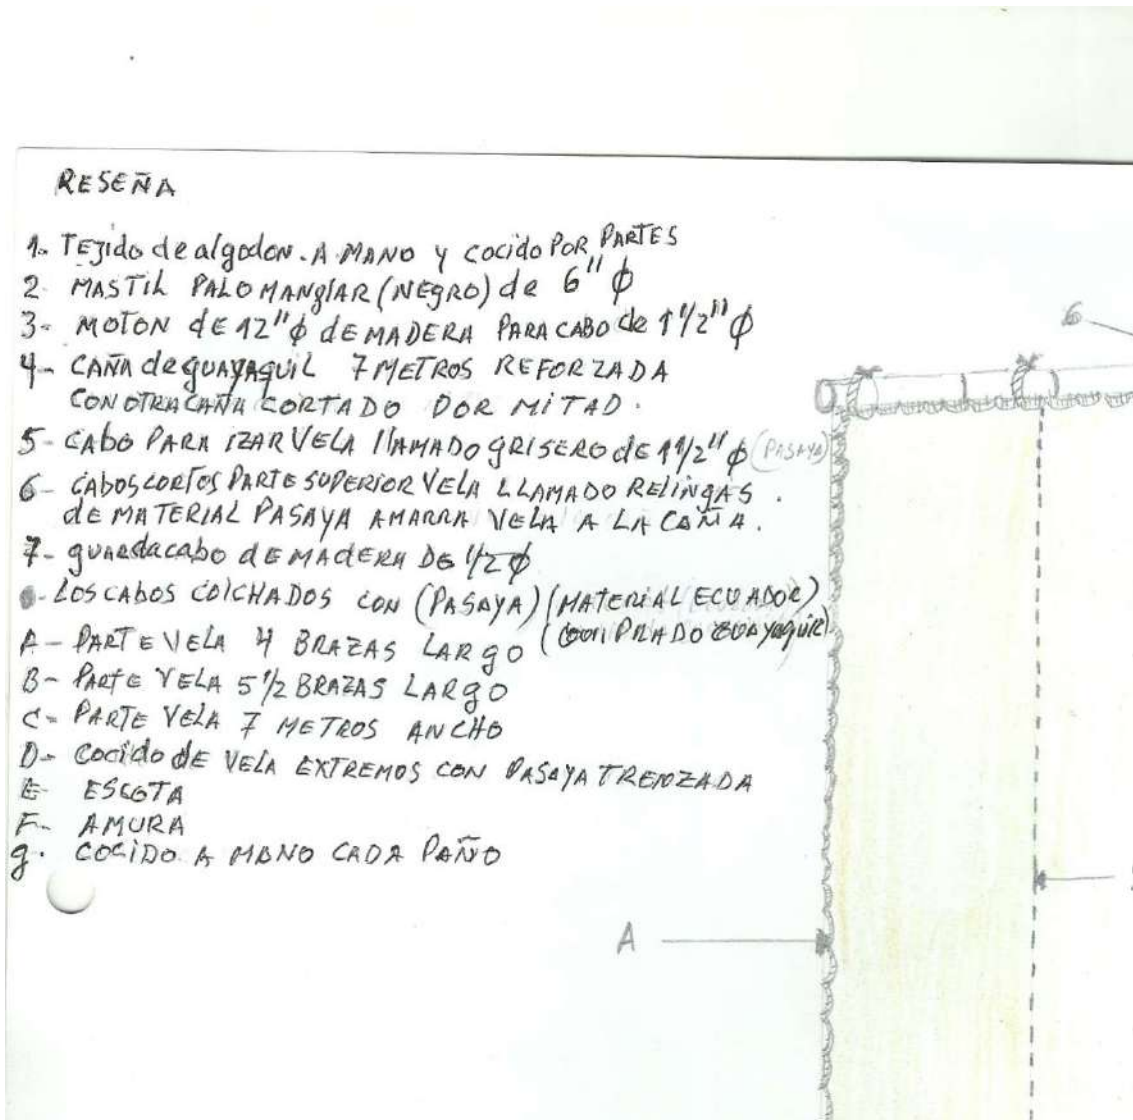 RESEÑA
1- TEJido de algodon. A MANO y cocido POR PARTES
2- MASTIL PALO MANGLAR (NEGRO) de 6" ϕ
3- MOTON dE 12" ϕ DE MADERA PARA CABO de 1 1/2" ϕ
4- CAÑA de gUAYAQUIL 7 METROS REFORZADA
CON OTRA CAÑA CORTADO POR MITAD.
5- CABO PARA IZAR VELA llAMADO gRISERO dE 1 1/2" ϕ (PASAYA)
6- CABOS CORTOS PARTE SUPERIOR VELA LLAMADO RELINGAS.
dE MATERIAL PASAYA AMARRA VELA A LA CAÑA.
7- gUARdacabo dE MADERA DE 1/2 ϕ
- LOS CABOS COLCHADOS CON (PASAYA) (MATERIAL ECUADOR)
(COMPRADO GUAYAQUIL)
A- PARTE VELA 4 BRAZAS LARgO
B- PARTE VELA 5 1/2 BRAZAS LARgO
C- PARTE VELA 7 METROS ANCHO
D- COCIdO dE VELA EXTREMOS CON PASAYA TRENZADA
E- ESCOTA
F- AMURA
g. COCIDO A MANO CADA PAÑO
6
A